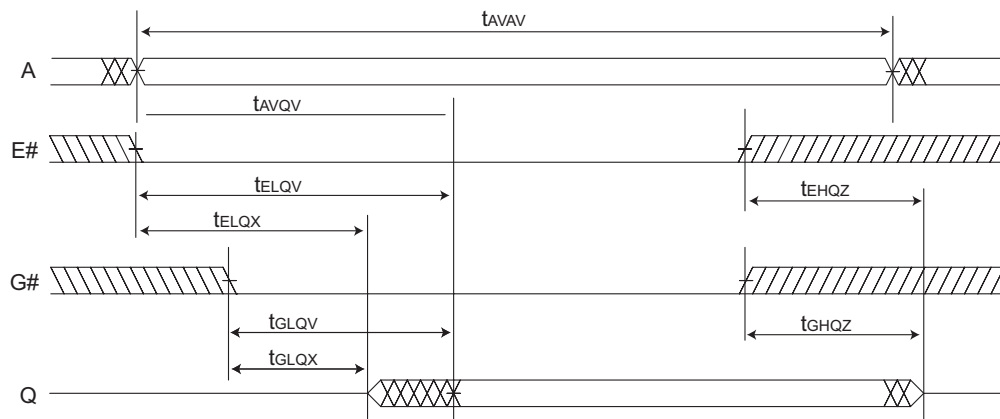 tAVAV
A
tAVQV
E#
tELQV
tEHQZ
tELQX
G#
tGLQV
tGHQZ
tGLQX
Q